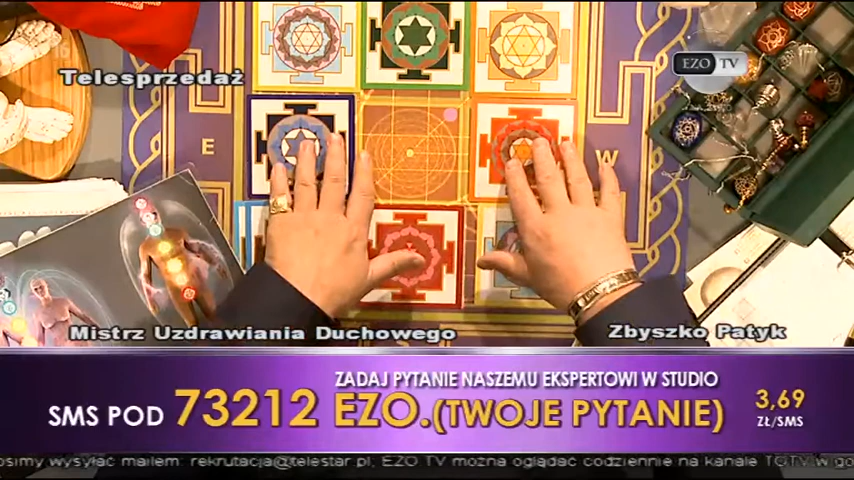 EZO TV
Telesprzedaż
E
W
Mistrz Uzdrawiania Duchowego
Zbyszko Patyk
ZADAJ PYTANIE NASZEMU EKSPERTOWI W STUDIO
SMS POD 73212 EZO.(TWOJE PYTANIE)
3,69
ZŁ/SMS
osimy wysyłać mailem: rekrutacja@telestar.pl. EZO TV można oglądać codziennie na kanale